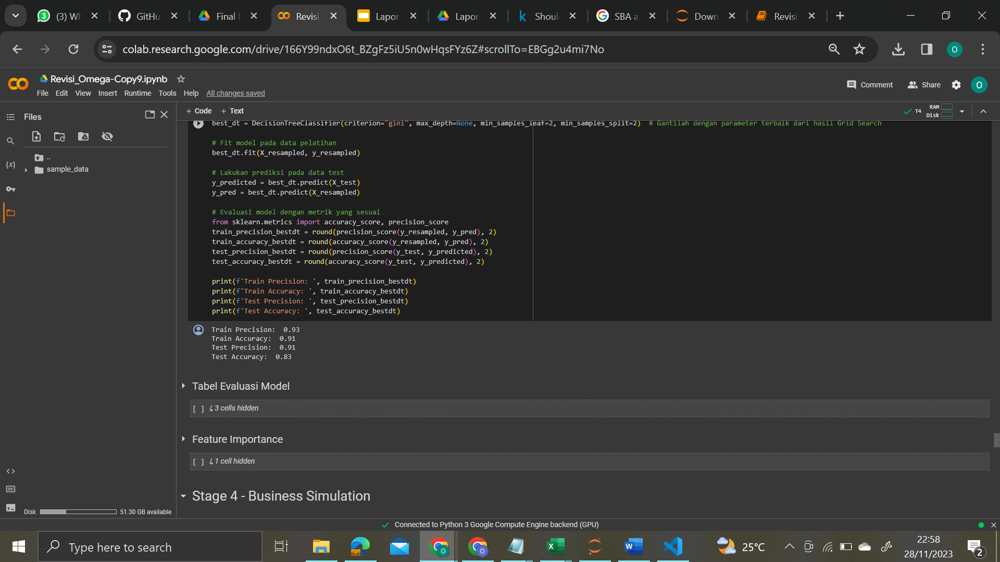 3
(3) Wh
GitHu
Final
Revisi
Lapor
Lapor
Shoul
SBA a
Down
Revisi
colab.research.google.com/drive/166Y99ndxO6t_BZgFz5iU5n0wHqsFYz6Z#scrollTo=EBGg2u4mi7No
O
Revisi_Omega-Copy9.ipynb
File Edit View Insert Runtime Tools Help All changes saved
Comment
Share
O
Files
+ Code + Text
T4
RAM
Disk
..
sample_data
{x}
best_dt = DecisionTreeClassifier(criterion="gini", max_depth=None, min_samples_leaf=2, min_samples_split=2) # Gantilah dengan parameter terbaik dari hasil Grid Search
# Fit model pada data pelatihan
best_dt.fit(X_resampled, y_resampled)
# Lakukan prediksi pada data test
y_predicted = best_dt.predict(X_test)
y_pred = best_dt.predict(X_resampled)
# Evaluasi model dengan metrik yang sesuai
from sklearn.metrics import accuracy_score, precision_score
train_precision_bestdt = round(precision_score(y_resampled, y_pred), 2)
train_accuracy_bestdt = round(accuracy_score(y_resampled, y_pred), 2)
test_precision_bestdt = round(precision_score(y_test, y_predicted), 2)
test_accuracy_bestdt = round(accuracy_score(y_test, y_predicted), 2)
print(f'Train Precision: ', train_precision_bestdt)
print(f'Train Accuracy: ', train_accuracy_bestdt)
print(f'Test Precision: ', test_precision_bestdt)
print(f'Test Accuracy: ', test_accuracy_bestdt)
Train Precision: 0.93
Train Accuracy: 0.91
Test Precision: 0.91
Test Accuracy: 0.83
Tabel Evaluasi Model
[ ] ↳ 3 cells hidden
Feature Importance
[ ] ↳ 1 cell hidden
Stage 4 - Business Simulation
Disk 51.30 GB available
Connected to Python 3 Google Compute Engine backend (GPU)
Type here to search
25°C
22:58
28/11/2023
2